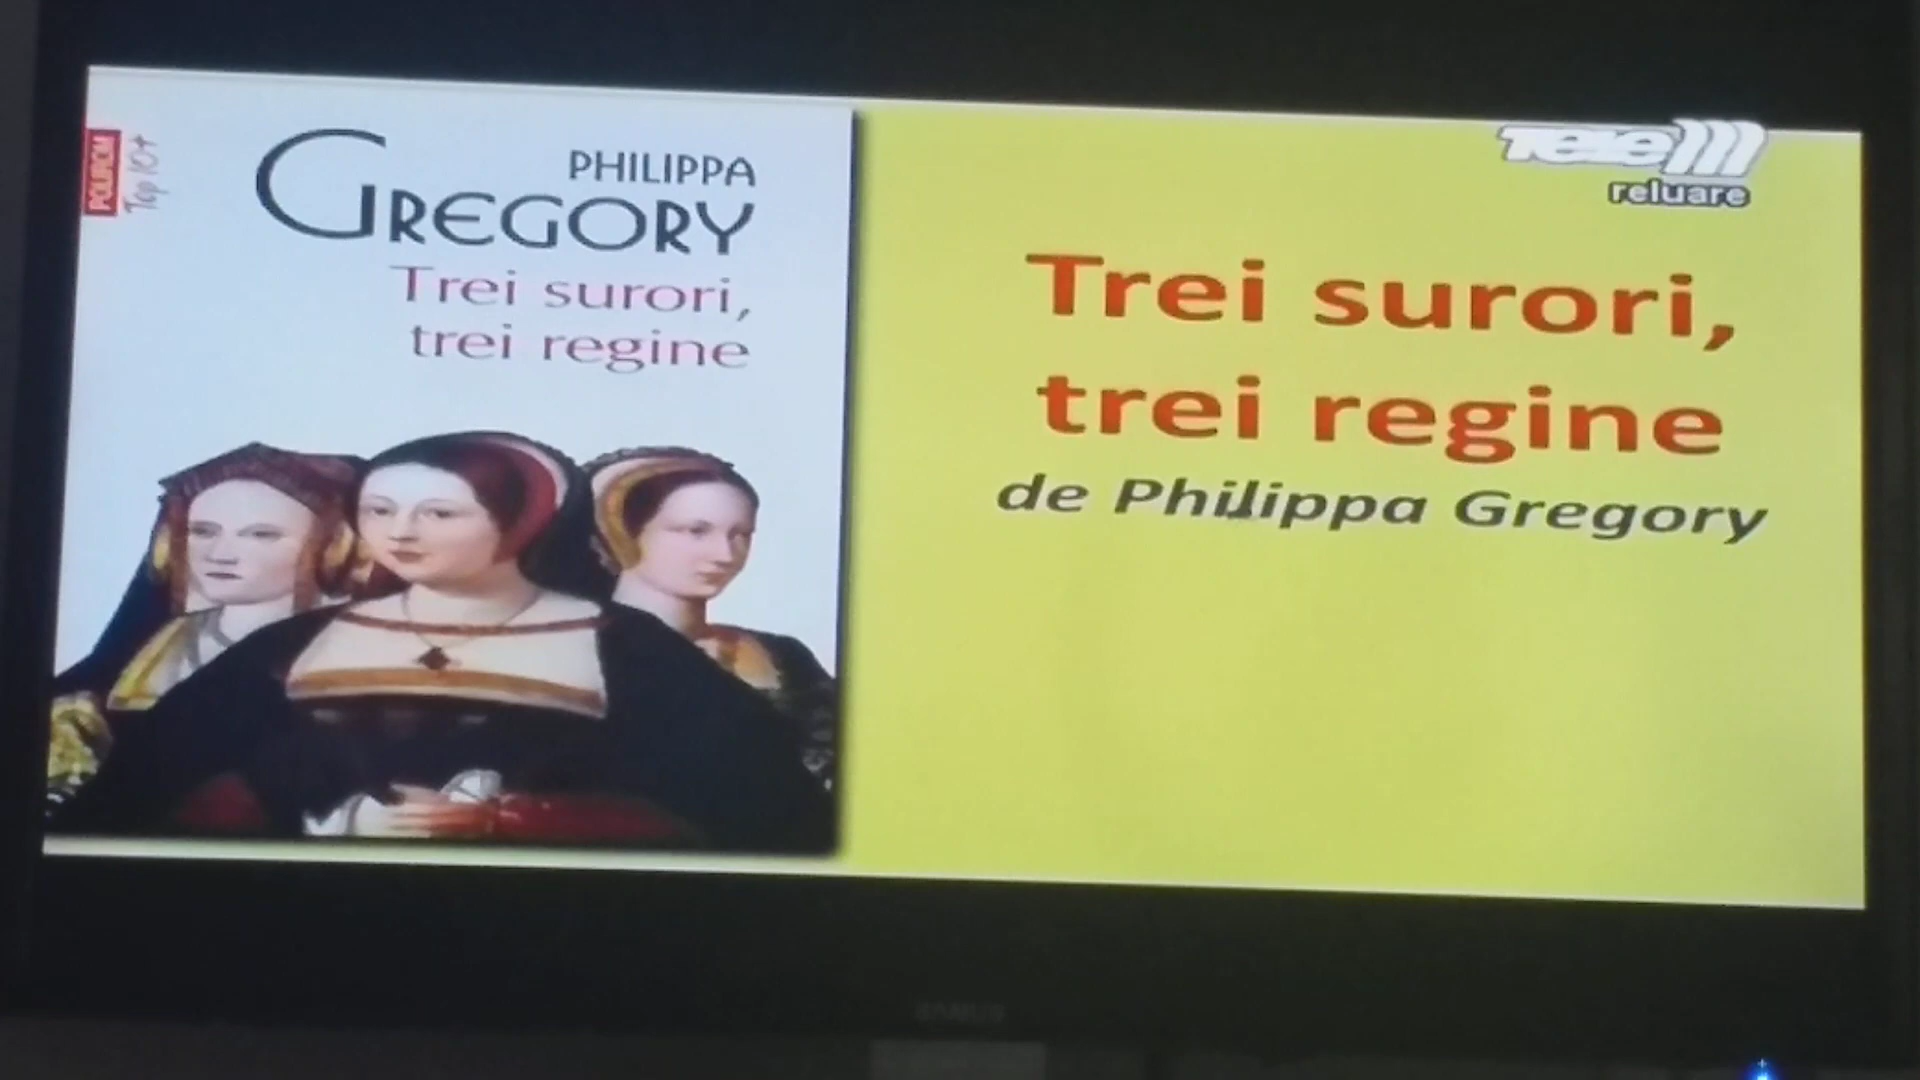 POLIROM
Top 10+
PHILIPPA
GREGORY
Trei surori,
trei regine
Tele
reluare
Trei surori,
trei regine
de Philippa Gregory